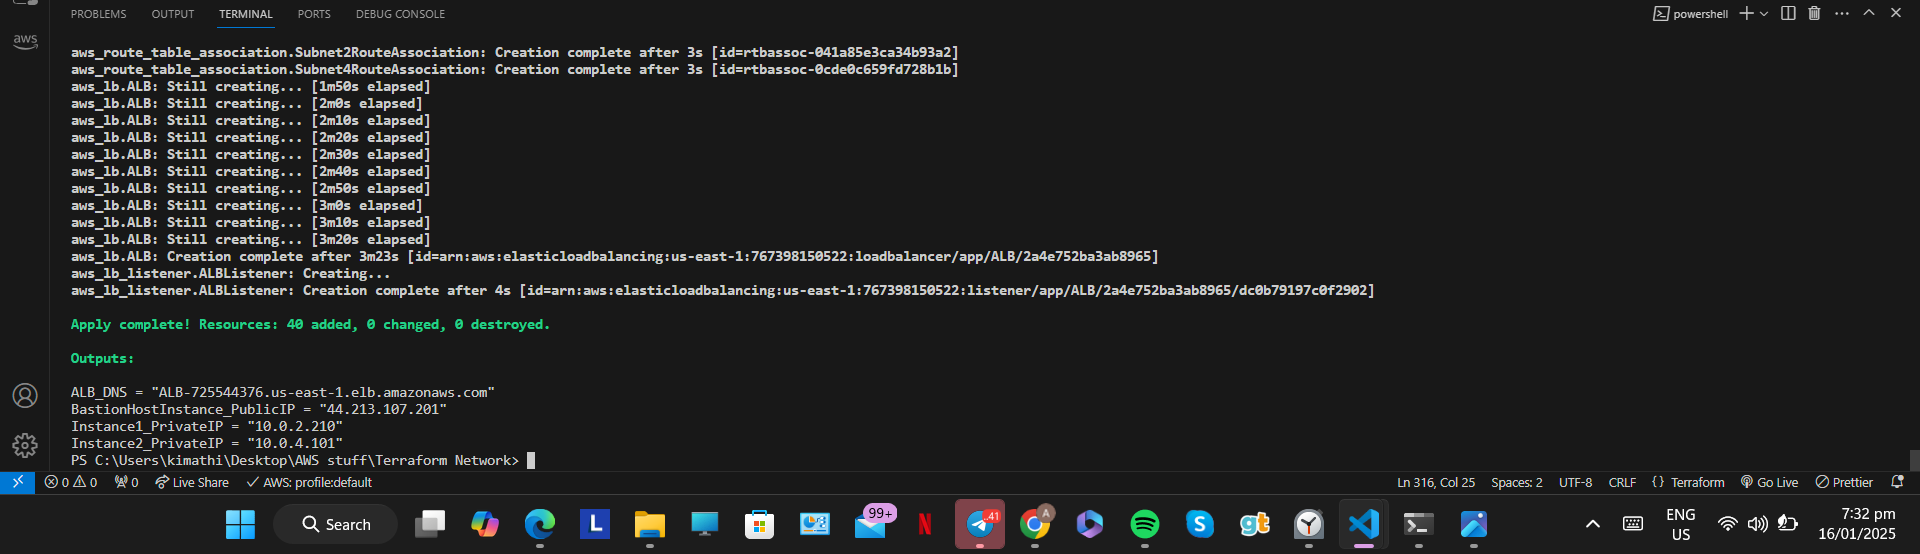 PROBLEMS OUTPUT TERMINAL PORTS DEBUG CONSOLE powershell
aws
aws_route_table_association.Subnet2RouteAssociation: Creation complete after 3s [id=rtbassoc-041a85e3ca34b93a2]
aws_route_table_association.Subnet4RouteAssociation: Creation complete after 3s [id=rtbassoc-0cde0c659fd728b1b]
aws_lb.ALB: Still creating... [1m50s elapsed]
aws_lb.ALB: Still creating... [2m0s elapsed]
aws_lb.ALB: Still creating... [2m10s elapsed]
aws_lb.ALB: Still creating... [2m20s elapsed]
aws_lb.ALB: Still creating... [2m30s elapsed]
aws_lb.ALB: Still creating... [2m40s elapsed]
aws_lb.ALB: Still creating... [2m50s elapsed]
aws_lb.ALB: Still creating... [3m0s elapsed]
aws_lb.ALB: Still creating... [3m10s elapsed]
aws_lb.ALB: Still creating... [3m20s elapsed]
aws_lb.ALB: Creation complete after 3m23s [id=arn:aws:elasticloadbalancing:us-east-1:767398150522:loadbalancer/app/ALB/2a4e752ba3ab8965]
aws_lb_listener.ALBListener: Creating...
aws_lb_listener.ALBListener: Creation complete after 4s [id=arn:aws:elasticloadbalancing:us-east-1:767398150522:listener/app/ALB/2a4e752ba3ab8965/dc0b79197c0f2902]
Apply complete! Resources: 40 added, 0 changed, 0 destroyed.
Outputs:
ALB_DNS = "ALB-725544376.us-east-1.elb.amazonaws.com"
BastionHostInstance_PublicIP = "44.213.107.201"
Instance1_PrivateIP = "10.0.2.210"
Instance2_PrivateIP = "10.0.4.101"
PS C:\Users\kimathi\Desktop\AWS stuff\Terraform Network>
0 0 0 Live Share AWS: profile:default Ln 316, Col 25 Spaces: 2 UTF-8 CRLF {} Terraform Go Live Prettier
Search L 99+ N 41 A gt ENG US 7:32 pm
16/01/2025